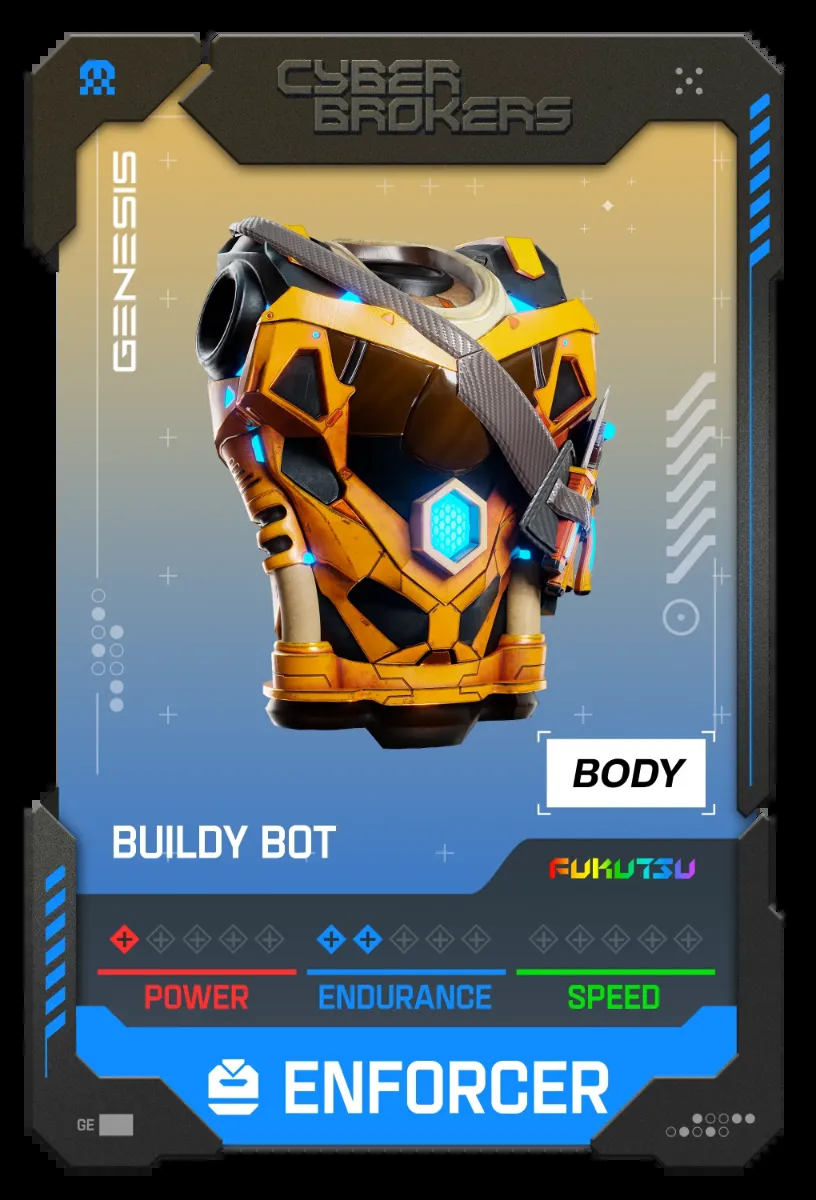 CYBER
BROKERS
GENESIS
BODY
BUILDY BOT
FUKUTSU
POWER
ENDURANCE
SPEED
ENFORCER
GE